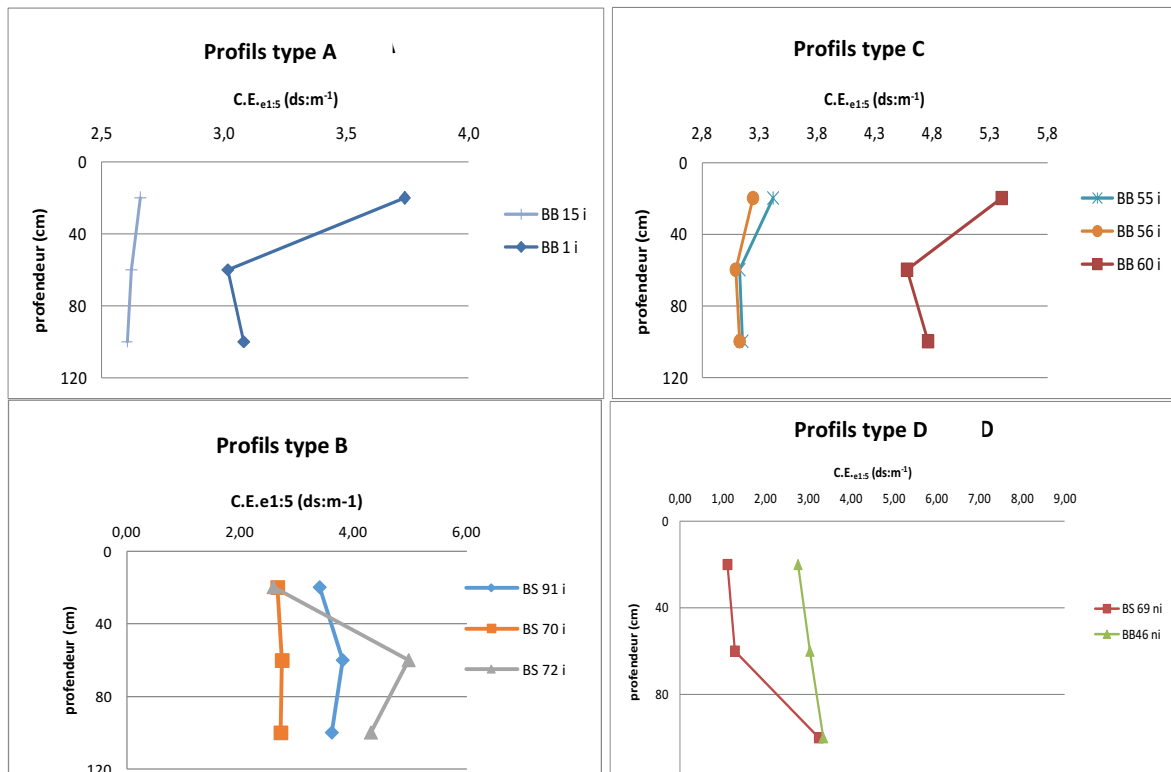 Profils type A
C.E.e1:5 (ds:m-1)
2,5 3,0 3,5 4,0
0
40
80
120
profendeur (cm)
BB 15 i
BB 1 i
Profils type C
C.E.e1:5 (ds:m-1)
2,8 3,3 3,8 4,3 4,8 5,3 5,8
0
40
80
120
profendeur (cm)
BB 55 i
BB 56 i
BB 60 i
Profils type B
C.E.e1:5 (ds:m-1)
0,00 2,00 4,00 6,00
0
40
80
120
profendeur (cm)
BS 91 i
BS 70 i
BS 72 i
Profils type D D
C.E.e1:5 (ds:m-1)
0,00 1,00 2,00 3,00 4,00 5,00 6,00 7,00 8,00 9,00
0
40
80
profendeur (cm)
BS 69 ni
BB46 ni